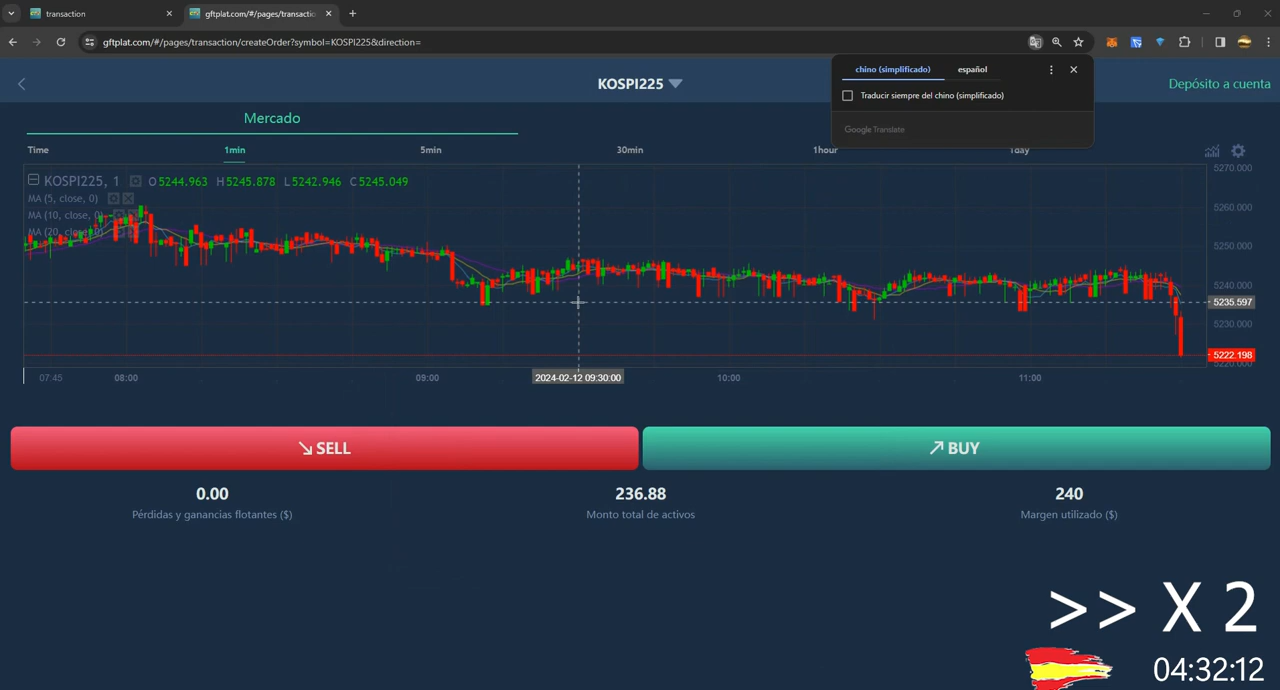 transaction
gftplat.com/#/pages/transactio
gftplat.com/#/pages/transaction/createOrder?symbol=KOSPI225&direction=
chino (simplificado) español
Traducir siempre del chino (simplificado)
Google Translate
KOSPI225
Depósito a cuenta
Mercado
Time 1min 5min 30min 1hour 1day
KOSPI225, 1 O5244.963 H5245.878 L5242.946 C5245.049
MA (5, close, 0)
MA (10, close, 0)
MA (20, close, 0)
5270.000
5260.000
5250.000
5240.000
5235.597
5230.000
5222.198
5220.000
07:45 08:00 09:00 2024-02-12 09:30:00 10:00 11:00
SELL BUY
0.00 236.88 240
Pérdidas y ganancias flotantes ($) Monto total de activos Margen utilizado ($)
>> X 2
04:32:12